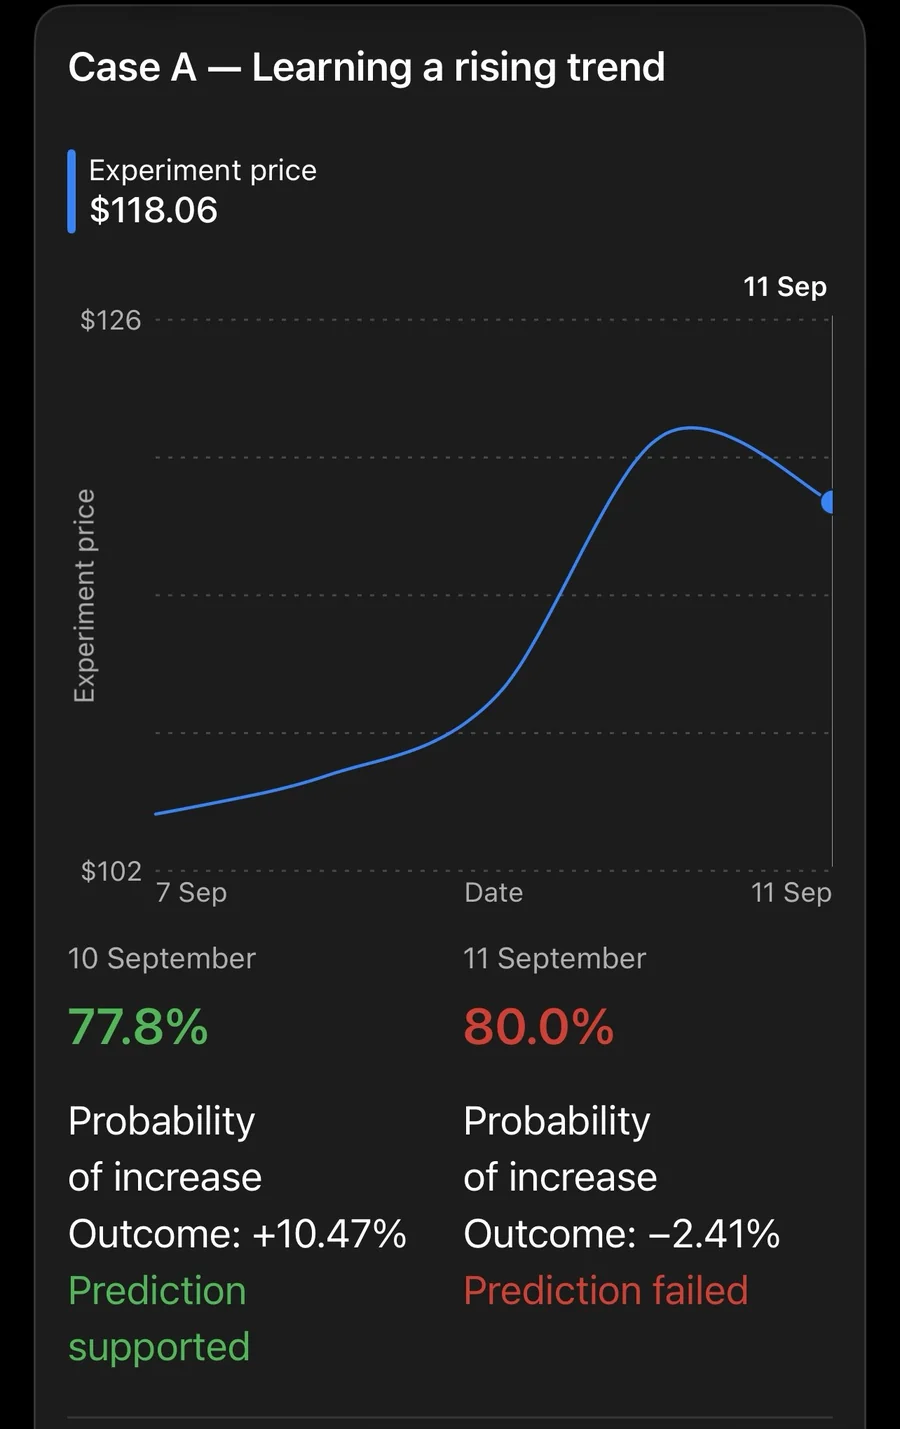 Case A — Learning a rising trend
Experiment price
$118.06
11 Sep
$126
Experiment price
$102
7 Sep
Date
11 Sep
10 September
11 September
77.8%
80.0%
Probability
of increase
Outcome: +10.47%
Prediction
supported
Probability
of increase
Outcome: −2.41%
Prediction failed